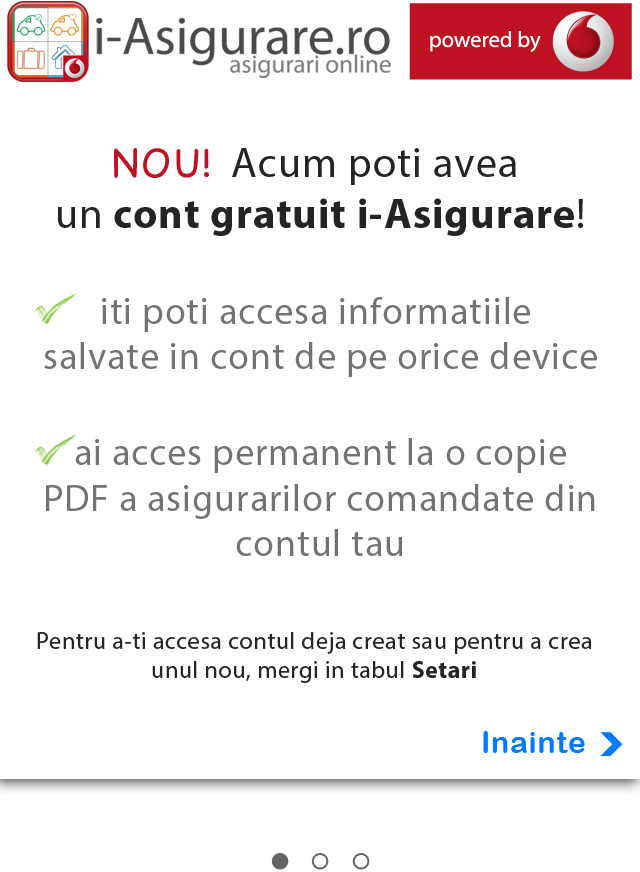 i-Asigurare.ro
asigurari online
powered by
NOU! Acum poti avea
un cont gratuit i-Asigurare!
iti poti accesa informatiile
salvate in cont de pe orice device
ai acces permanent la o copie
PDF a asigurarilor comandate din
contul tau
Pentru a-ti accesa contul deja creat sau pentru a crea
unul nou, mergi in tabul Setari
Inainte